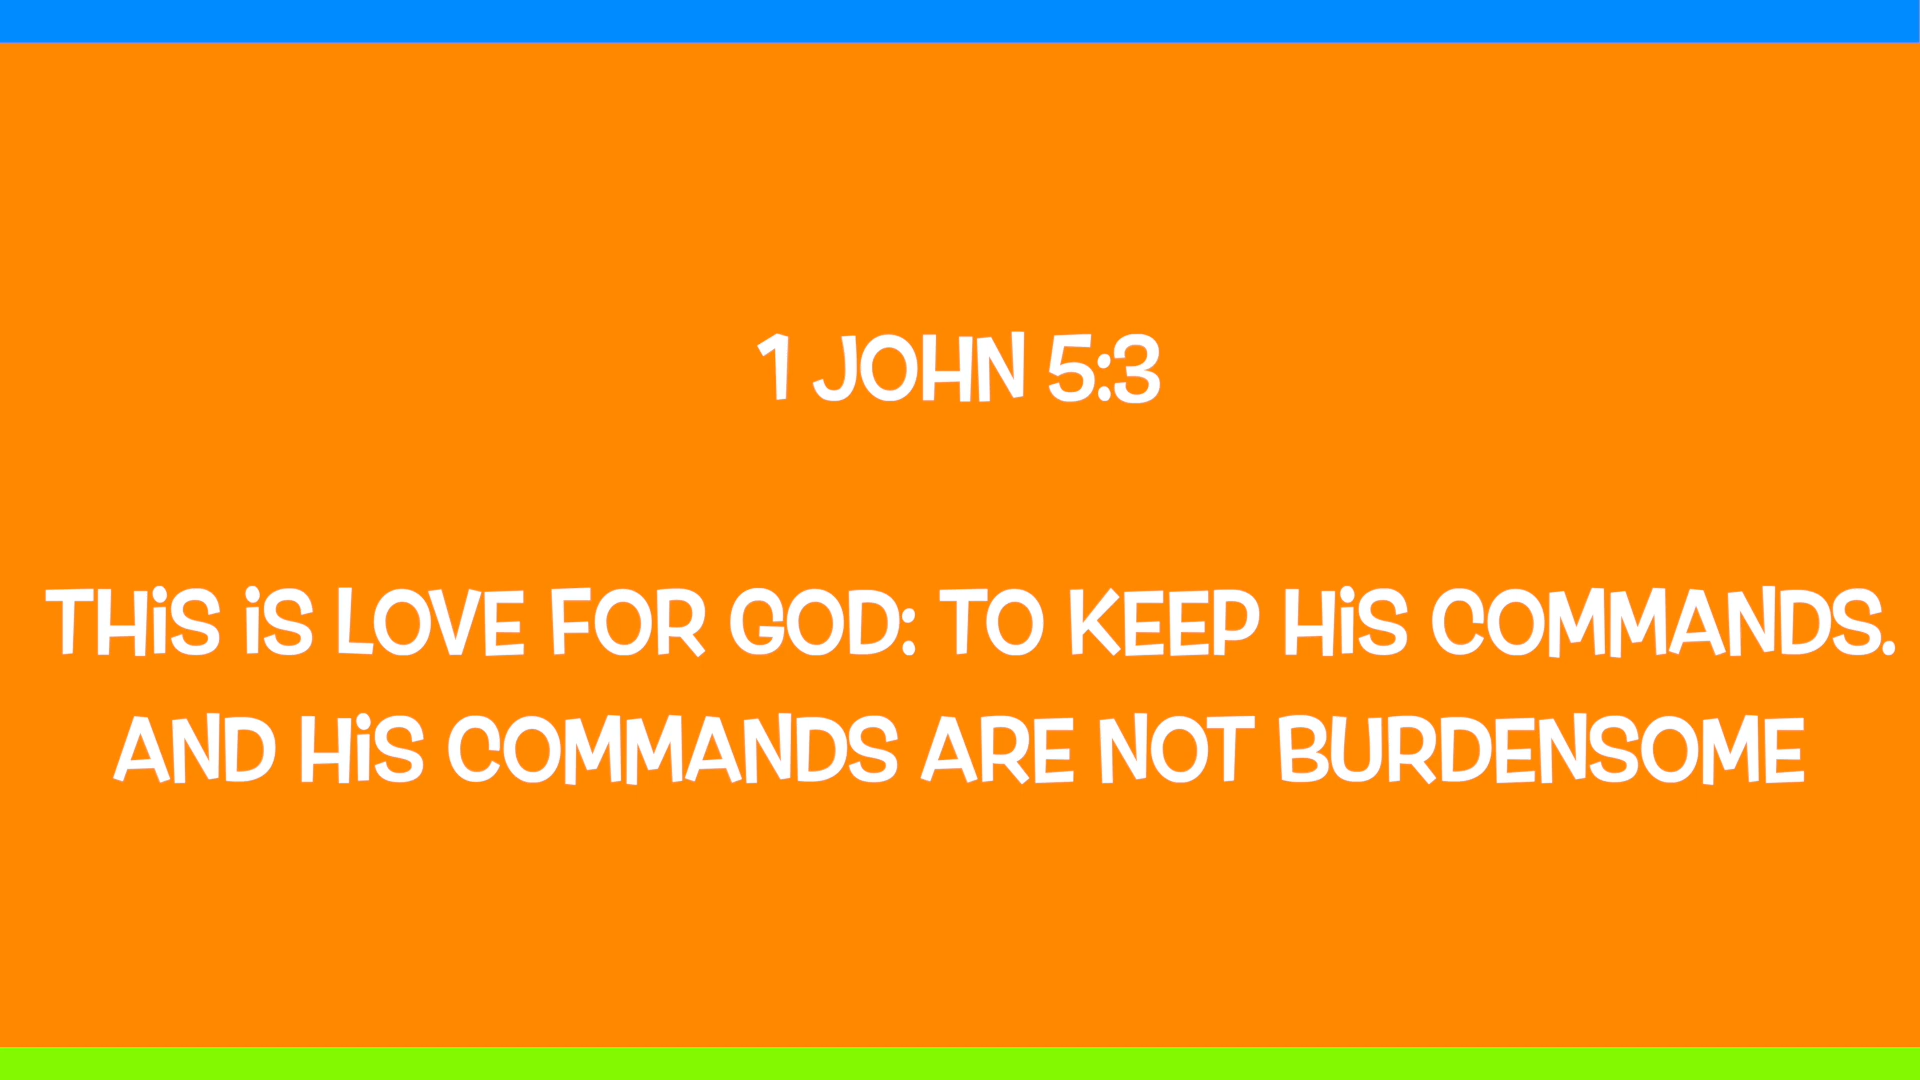 1 JOHN 5:3
THiS iS LOVE FOR GOD: TO KEEP HiS COMMANDS.
AND HiS COMMANDS ARE NOT BURDENSOME